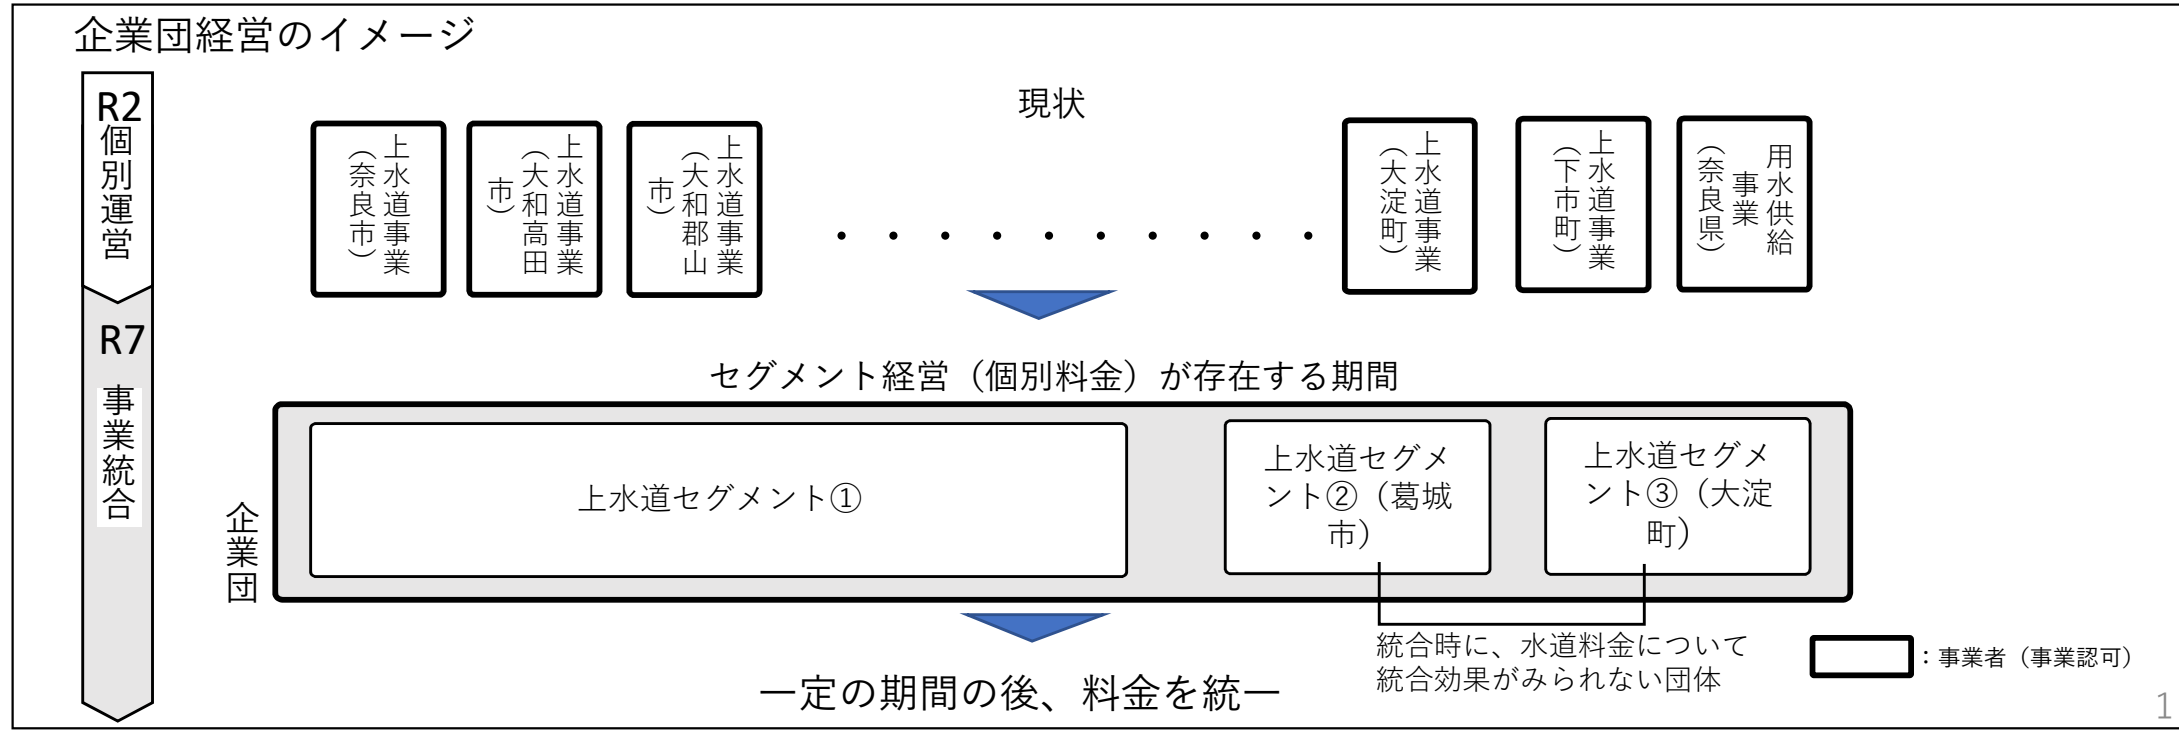 企業団経営のイメージ
R2
個別運営
現状
上水道事業
（奈良市）
上水道事業
（大和高田
市）
上水道事業
（大和郡山
市）
・・・・・・・・・・
上水道事業
（大淀町）
上水道事業
（下市町）
用水供給
事業
（奈良県）
R7
事業統合
セグメント経営（個別料金）が存在する期間
企業団
上水道セグメント①
上水道セグメ
ント②（葛城
市）
上水道セグメ
ント③（大淀
町）
統合時に、水道料金について
統合効果がみられない団体
：事業者（事業認可）
一定の期間の後、料金を統一
1